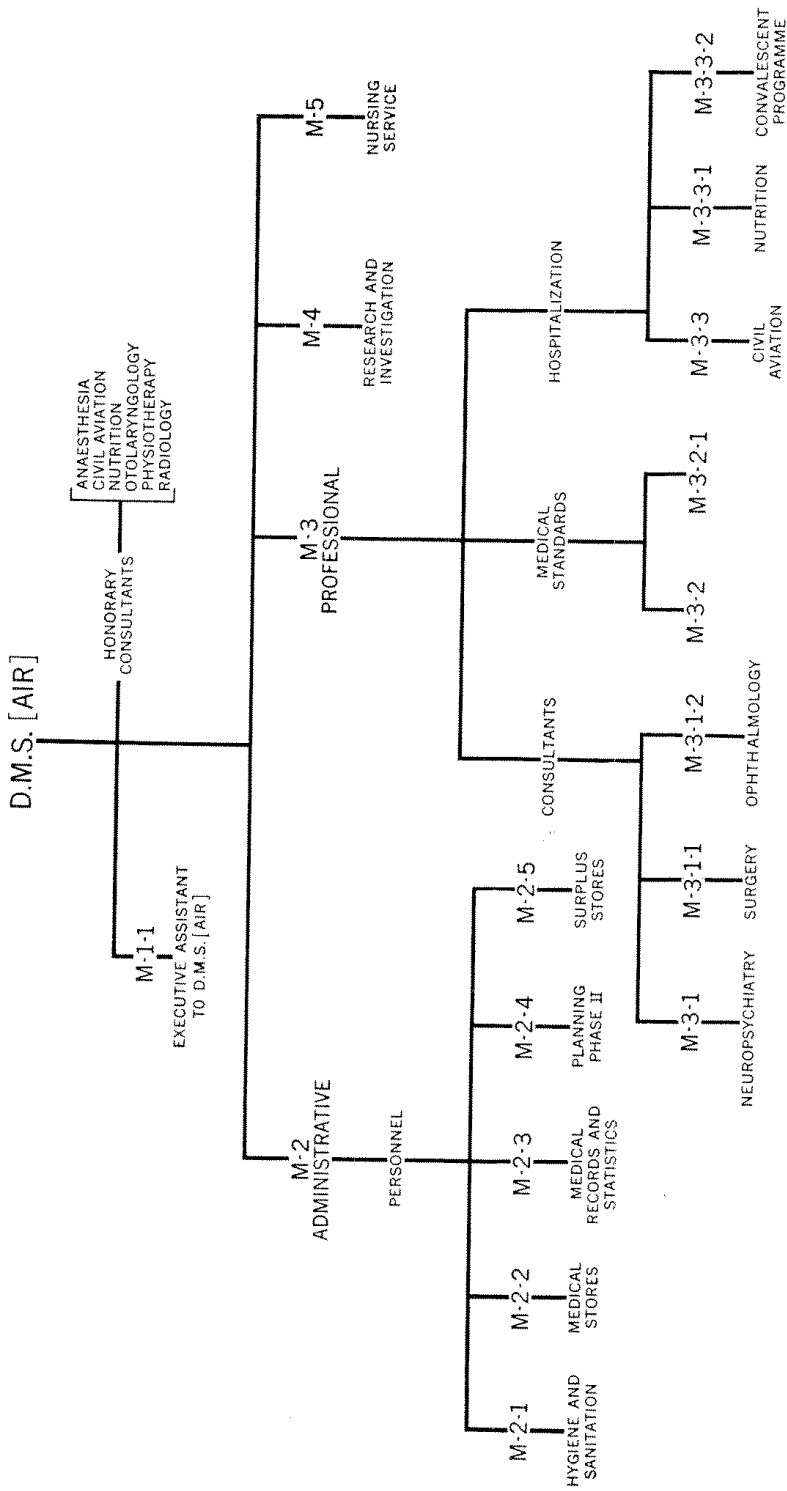 D.M.S. [AIR]
M-1-1
EXECUTIVE ASSISTANT
TO D.M.S. [AIR]
HONORARY
CONSULTANTS
ANAESTHESIA
CIVIL AVIATION
NUTRITION
OTOLARYNGOLOGY
PHYSIOTHERAPY
RADIOLOGY
M-2
ADMINISTRATIVE
PERSONNEL
M-3
PROFESSIONAL
M-4
RESEARCH AND
INVESTIGATION
M-5
NURSING
SERVICE
M-2-1
HYGIENE AND
SANITATION
M-2-2
MEDICAL
STORES
M-2-3
MEDICAL
RECORDS AND
STATISTICS
M-2-4
PLANNING
PHASE II
M-2-5
SURPLUS
STORES
CONSULTANTS
MEDICAL
STANDARDS
HOSPITALIZATION
M-3-1
NEUROPSYCHIATRY
M-3-1-1
SURGERY
M-3-1-2
OPHTHALMOLOGY
M-3-2
M-3-2-1
M-3-3
CIVIL
AVIATION
M-3-3-1
NUTRITION
M-3-3-2
CONVALESCENT
PROGRAMME